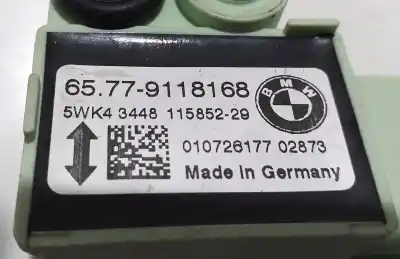 65.77-9118168
BMW
5WK4 3448 115852-29
010726177 02873
Made in Germany